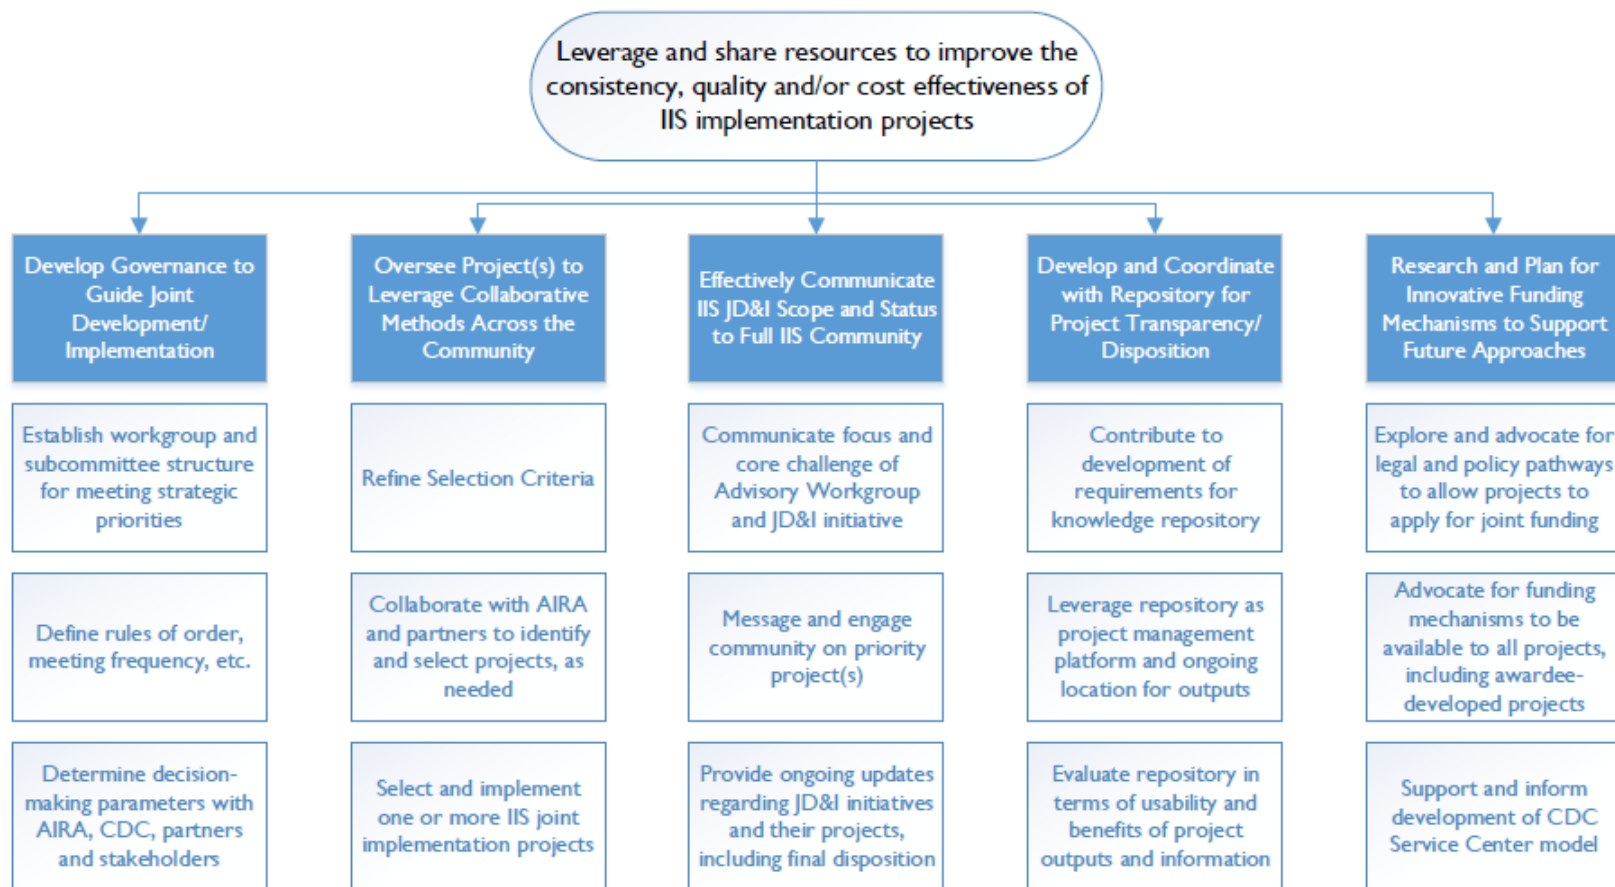 Leverage and share resources to improve the
consistency, quality and/or cost effectiveness of
IIS implementation projects
Develop Governance to
Guide Joint
Development/
Implementation
Establish workgroup and
subcommittee structure
for meeting strategic
priorities
Define rules of order,
meeting frequency, etc.
Determine decision-
making parameters with
AIRA, CDC, partners
and stakeholders
Oversee Project(s) to
Leverage Collaborative
Methods Across the
Community
Refine Selection Criteria
Collaborate with AIRA
and partners to identify
and select projects, as
needed
Select and implement
one or more IIS joint
implementation projects
Effectively Communicate
IIS JD&I Scope and Status
to Full IIS Community
Communicate focus and
core challenge of
Advisory Workgroup
and JD&I initiative
Message and engage
community on priority
project(s)
Provide ongoing updates
regarding JD&I initiatives
and their projects,
including final disposition
Develop and Coordinate
with Repository for
Project Transparency/
Disposition
Contribute to
development of
requirements for
knowledge repository
Leverage repository as
project management
platform and ongoing
location for outputs
Evaluate repository in
terms of usability and
benefits of project
outputs and information
Research and Plan for
Innovative Funding
Mechanisms to Support
Future Approaches
Explore and advocate for
legal and policy pathways
to allow projects to
apply for joint funding
Advocate for funding
mechanisms to be
available to all projects,
including awardee-
developed projects
Support and inform
development of CDC
Service Center model